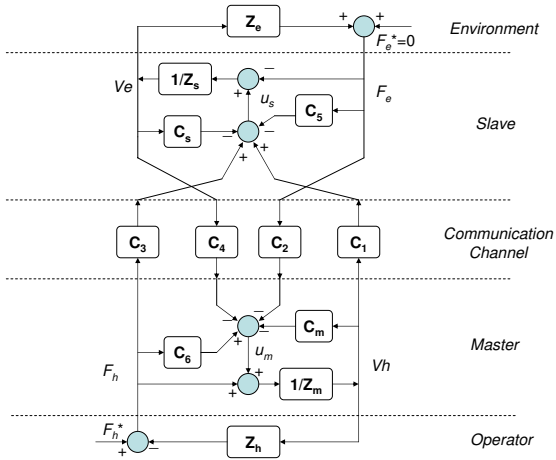 Z_e
+ +
Environment
F_e*=0
1/Z_s
−
+
Ve
u_s
C_5
F_e
C_s
− −
+ +
Slave
C_3
C_4
C_2
C_1
Communication
Channel
− −
+ −
C_m
C_6
u_m
Master
F_h
+ +
1/Z_m
Vh
F_h*
+ −
Z_h
Operator